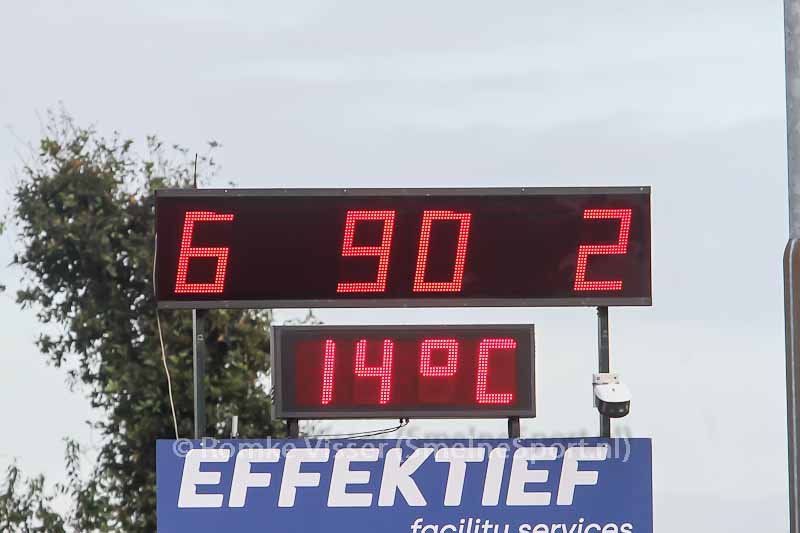 6 90 2
14°C
© Romke Visser (SmelneSport.nl)
EFFEKTIEF
facility services